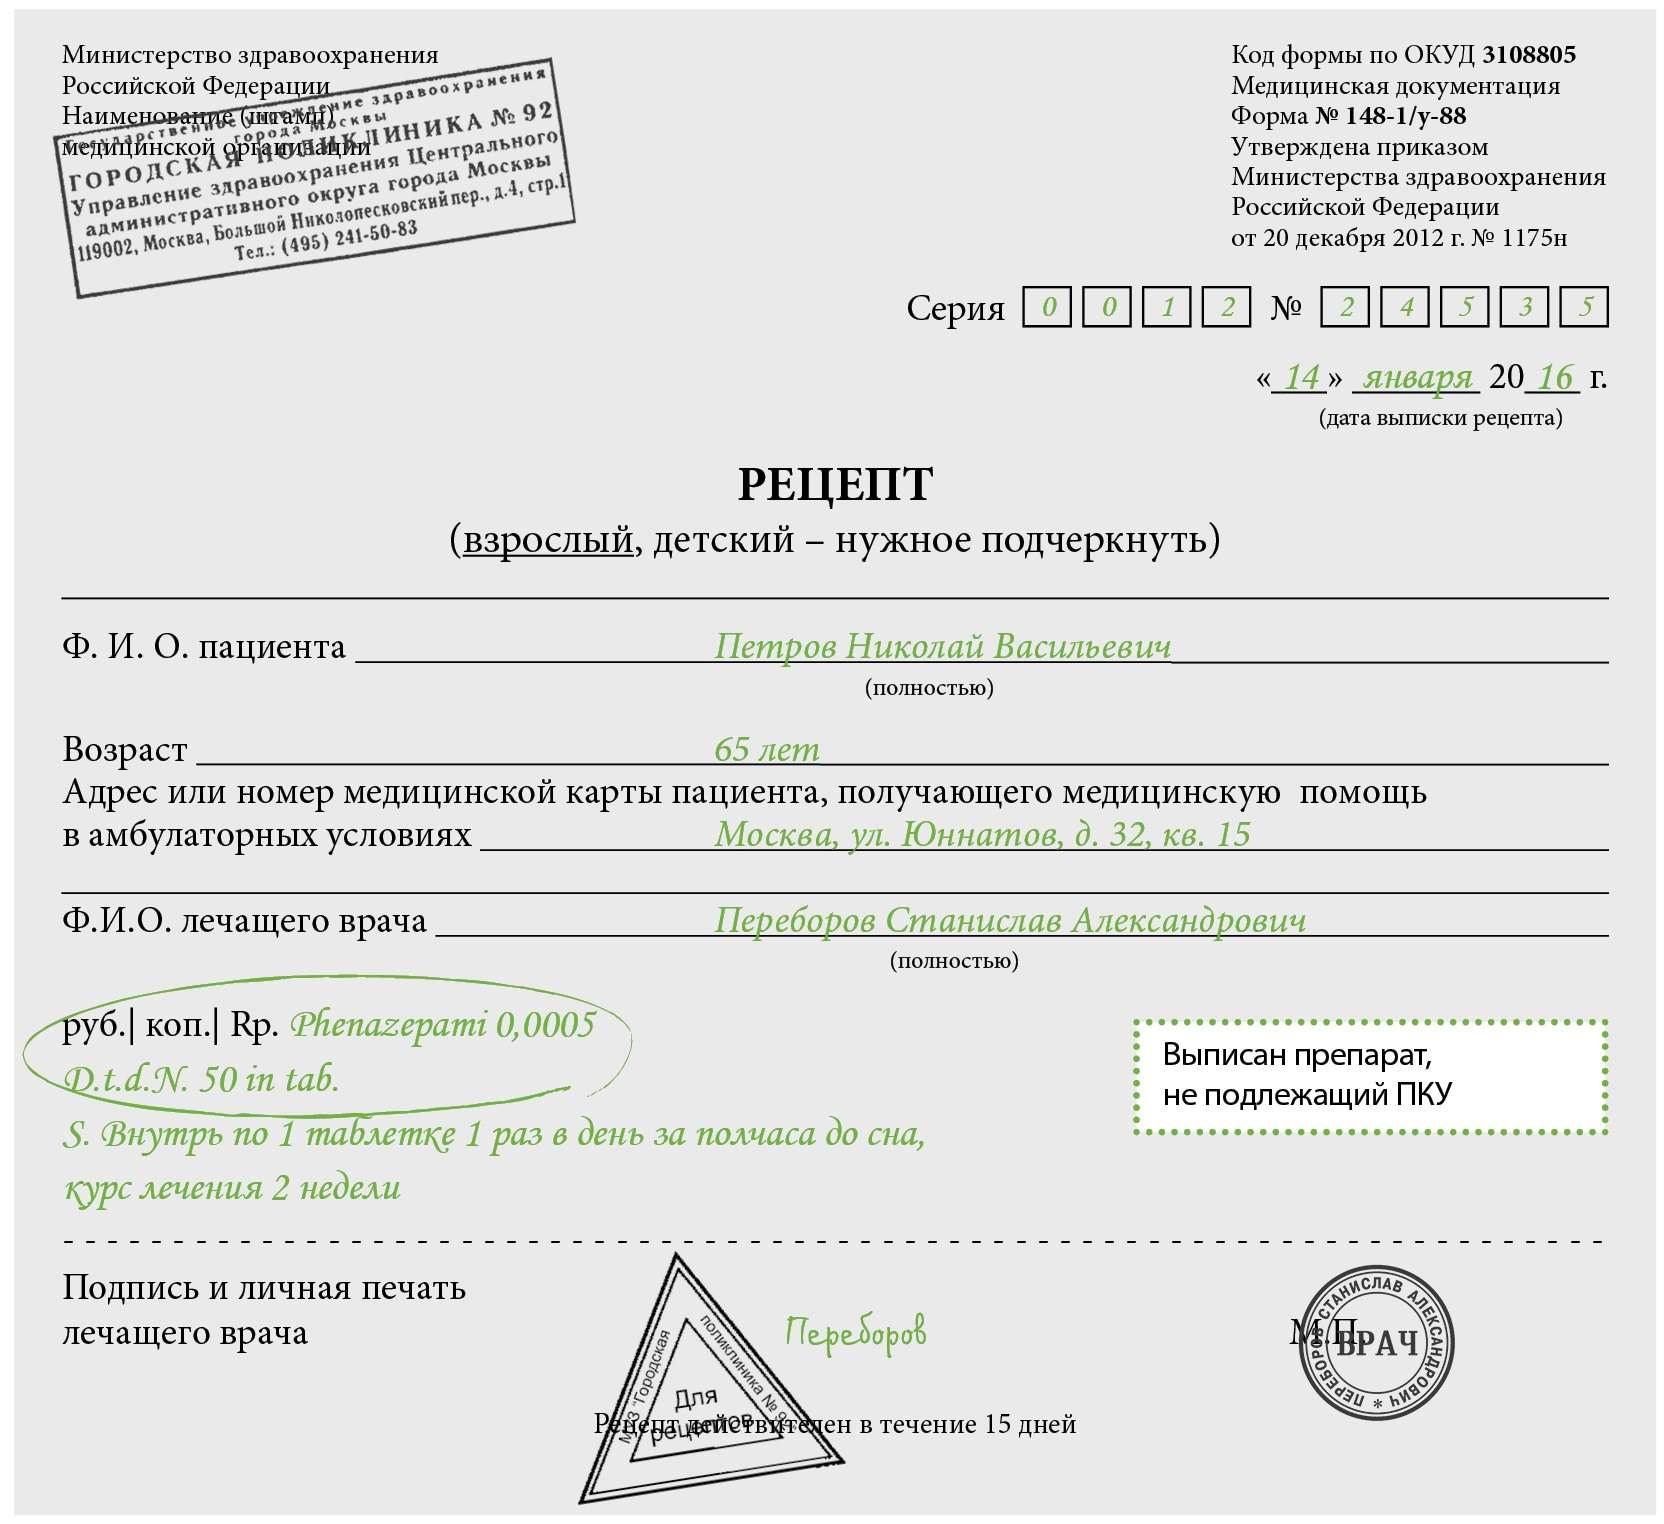 Министерство здравоохранения
Российской Федерации
Наименование (штамп)
медицинской организации
Государственное учреждение здравоохранения
города Москвы
ГОРОДСКАЯ ПОЛИКЛИНИКА № 92
Управление здравоохранения Центрального
административного округа города Москвы
119002, Москва, Большой Николопесковский пер., д.4, стр.1
Тел.: (495) 241-50-83
Код формы по ОКУД 3108805
Медицинская документация
Форма № 148-1/у-88
Утверждена приказом
Министерства здравоохранения
Российской Федерации
от 20 декабря 2012 г. № 1175н
Серия 0 0 1 2 № 2 4 5 3 5
« 14 » января 20 16 г.
(дата выписки рецепта)
РЕЦЕПТ
(взрослый, детский – нужное подчеркнуть)
Ф. И. О. пациента Петров Николай Васильевич
(полностью)
Возраст 65 лет
Адрес или номер медицинской карты пациента, получающего медицинскую помощь
в амбулаторных условиях Москва, ул. Юннатов, д. 32, кв. 15
Ф.И.О. лечащего врача Переборов Станислав Александрович
(полностью)
руб.| коп.| Rp. Phenazepami 0,0005
D.t.d.N. 50 in tab.
S. Внутрь по 1 таблетке 1 раз в день за полчаса до сна,
курс лечения 2 недели
Выписан препарат,
не подлежащий ПКУ
Подпись и личная печать
лечащего врача
Переборов
М.П.
ПЕРЕБОРОВ СТАНИСЛАВ АЛЕКСАНДРОВИЧ *
ВРАЧ
"Городская
поликлиника № 92"
Для
рецептов
Рецепт действителен в течение 15 дней